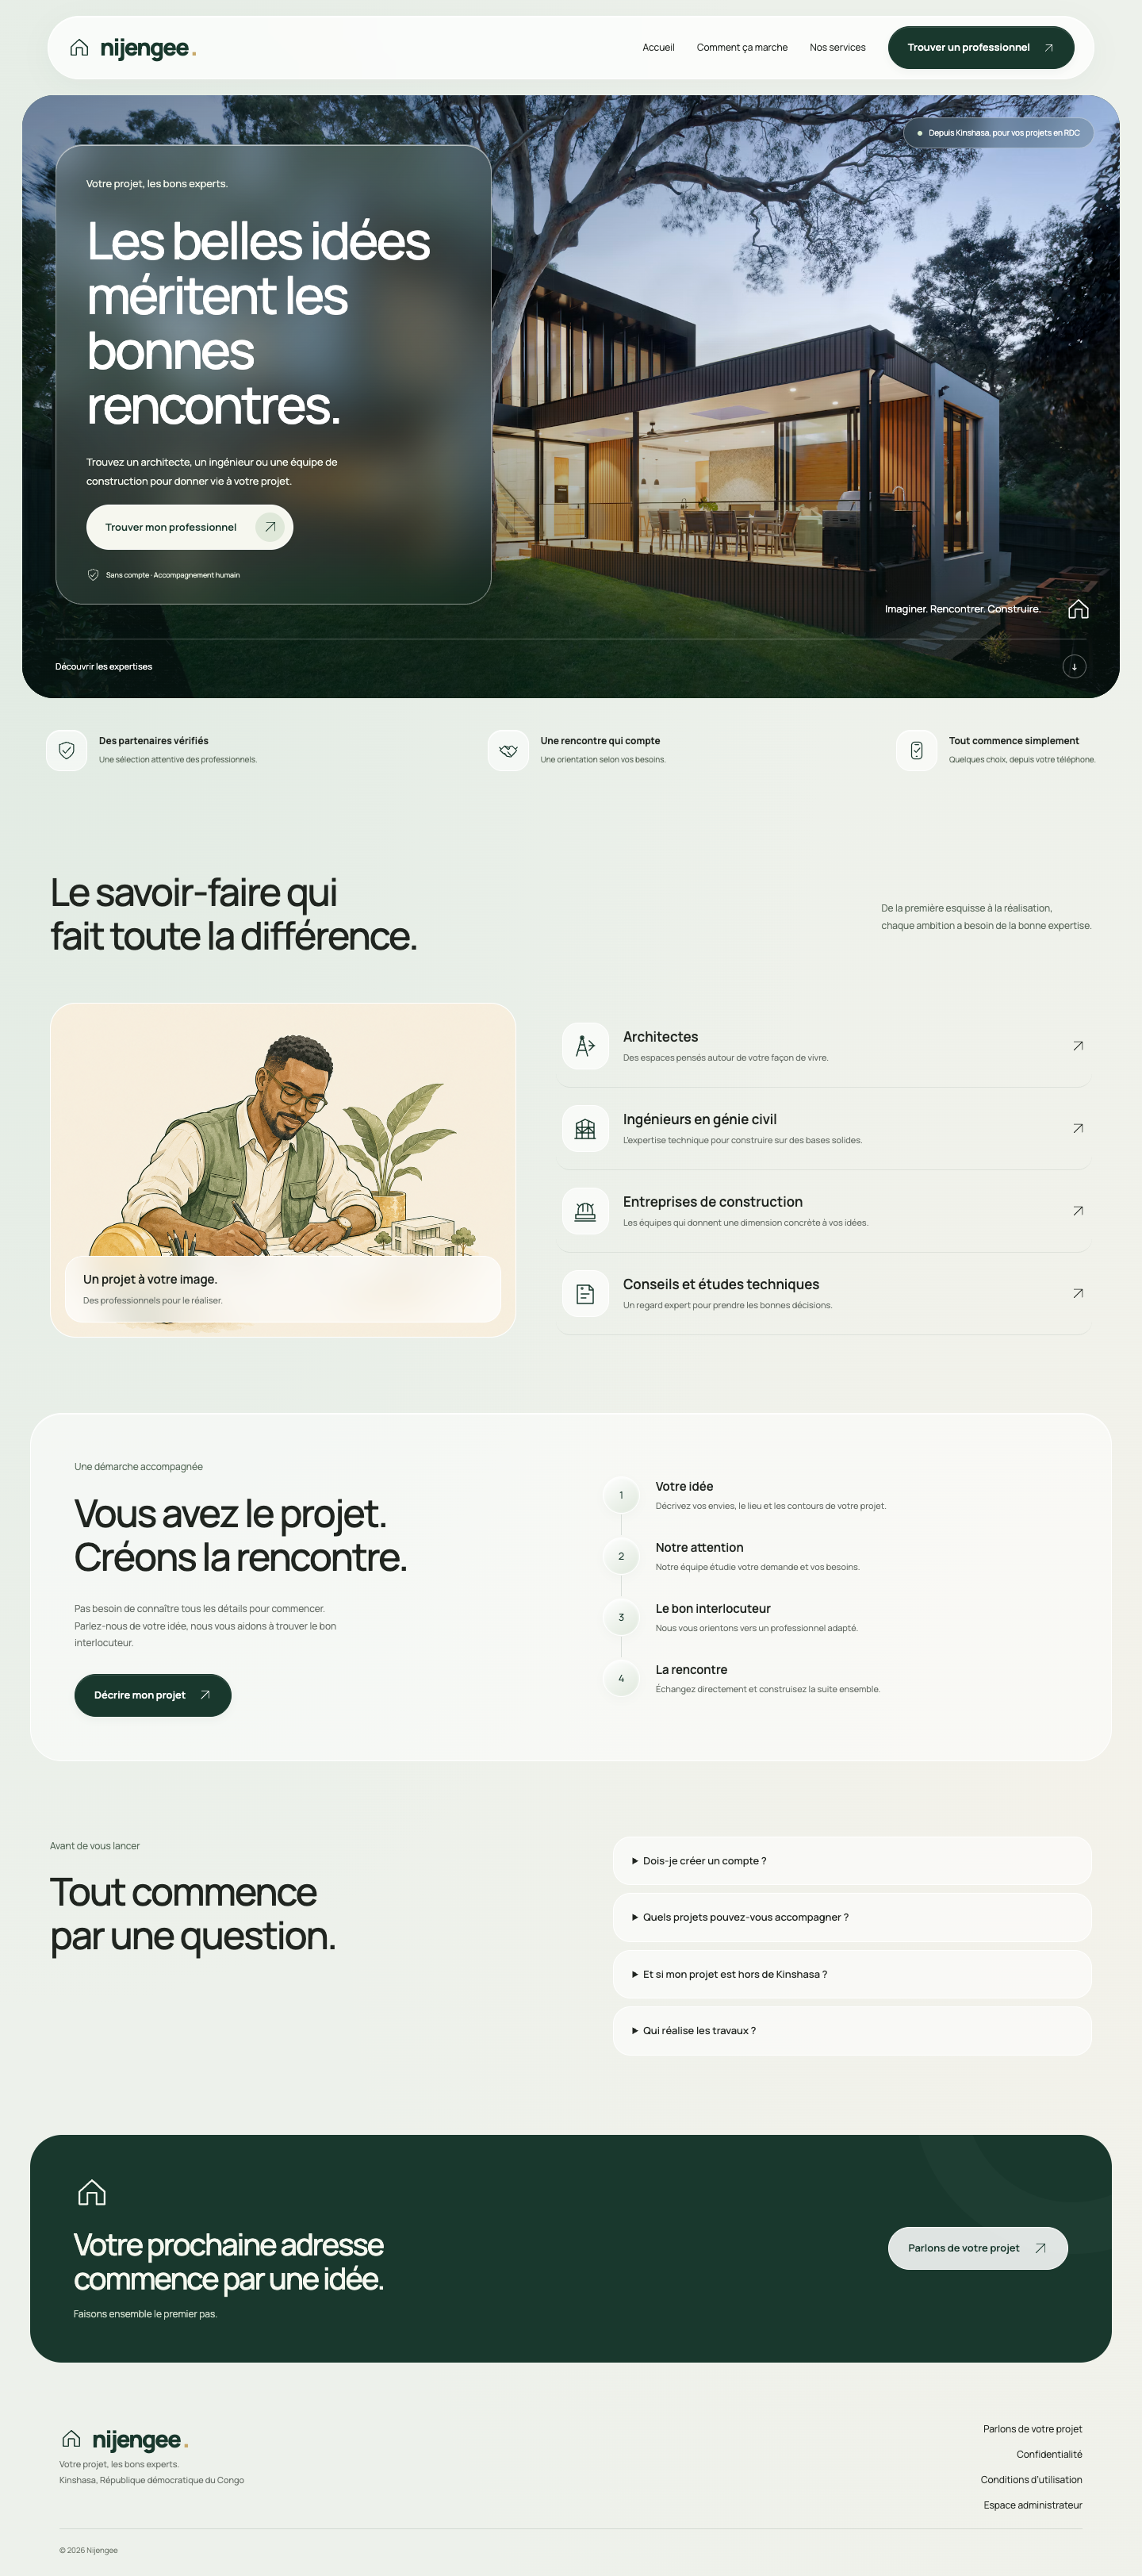 nijengee.
Accueil
Comment ça marche
Nos services
Trouver un professionnel
Depuis Kinshasa, pour vos projets en RDC
Votre projet, les bons experts.
Les belles idées
méritent les
bonnes
rencontres.
Trouvez un architecte, un ingénieur ou une équipe de
construction pour donner vie à votre projet.
Trouver mon professionnel
Sans compte · Accompagnement humain
Imaginer. Rencontrer. Construire.
Découvrir les expertises
Des partenaires vérifiés
Une sélection attentive des professionnels.
Une rencontre qui compte
Une orientation selon vos besoins.
Tout commence simplement
Quelques choix, depuis votre téléphone.
Le savoir-faire qui
fait toute la différence.
De la première esquisse à la réalisation,
chaque ambition a besoin de la bonne expertise.
Un projet à votre image.
Des professionnels pour le réaliser.
Architectes
Des espaces pensés autour de votre façon de vivre.
Ingénieurs en génie civil
L'expertise technique pour construire sur des bases solides.
Entreprises de construction
Les équipes qui donnent une dimension concrète à vos idées.
Conseils et études techniques
Un regard expert pour prendre les bonnes décisions.
Une démarche accompagnée
Vous avez le projet.
Créons la rencontre.
Pas besoin de connaître tous les détails pour commencer.
Parlez-nous de votre idée, nous vous aidons à trouver le bon
interlocuteur.
Décrire mon projet
1
Votre idée
Décrivez vos envies, le lieu et les contours de votre projet.
2
Notre attention
Notre équipe étudie votre demande et vos besoins.
3
Le bon interlocuteur
Nous vous orientons vers un professionnel adapté.
4
La rencontre
Échangez directement et construisez la suite ensemble.
Avant de vous lancer
Tout commence
par une question.
Dois-je créer un compte ?
Quels projets pouvez-vous accompagner ?
Et si mon projet est hors de Kinshasa ?
Qui réalise les travaux ?
Votre prochaine adresse
commence par une idée.
Faisons ensemble le premier pas.
Parlons de votre projet
nijengee.
Votre projet, les bons experts.
Kinshasa, République démocratique du Congo
Parlons de votre projet
Confidentialité
Conditions d'utilisation
Espace administrateur
© 2026 Nijengee